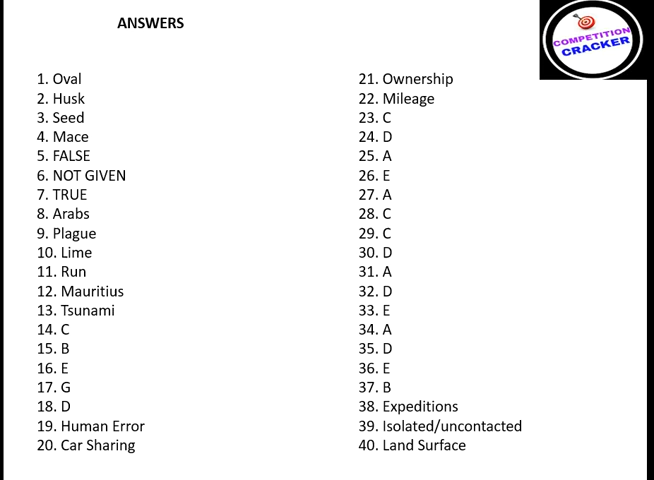 ANSWERS
COMPETITION
CRACKER
1. Oval
2. Husk
3. Seed
4. Mace
5. FALSE
6. NOT GIVEN
7. TRUE
8. Arabs
9. Plague
10. Lime
11. Run
12. Mauritius
13. Tsunami
14. C
15. B
16. E
17. G
18. D
19. Human Error
20. Car Sharing
21. Ownership
22. Mileage
23. C
24. D
25. A
26. E
27. A
28. C
29. C
30. D
31. A
32. D
33. E
34. A
35. D
36. E
37. B
38. Expeditions
39. Isolated/uncontacted
40. Land Surface